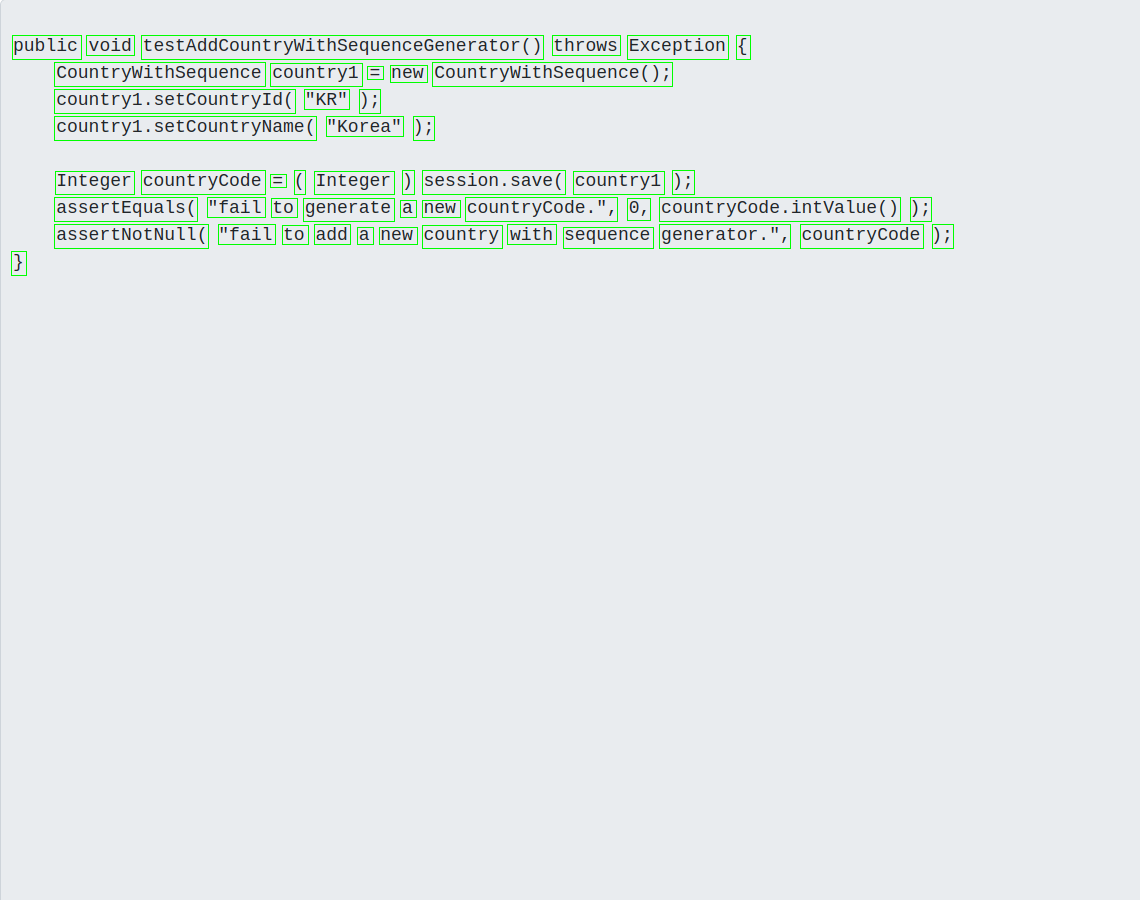 public void testAddCountryWithSequenceGenerator() throws Exception {
CountryWithSequence country1 = new CountryWithSequence();
country1.setCountryId( "KR" );
country1.setCountryName( "Korea" );
Integer countryCode = ( Integer ) session.save( country1 );
assertEquals( "fail to generate a new countryCode.", 0, countryCode.intValue() );
assertNotNull( "fail to add a new country with sequence generator.", countryCode );
}